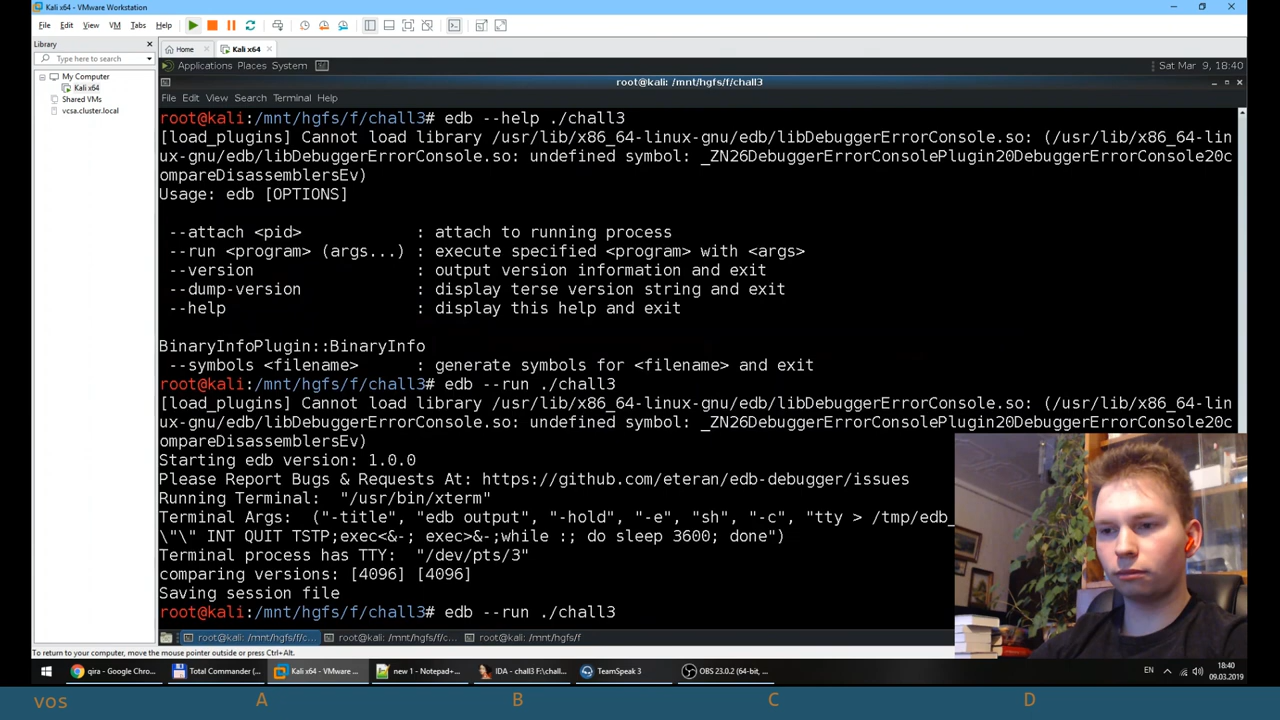 Kali x64 - VMware Workstation
File Edit View VM Tabs Help
Library
Type here to search
Home
Kali x64
My Computer
Kali x64
Shared VMs
vcsa.cluster.local
Applications Places System
Sat Mar 9, 18:40
root@kali: /mnt/hgfs/f/chall3
File Edit View Search Terminal Help
root@kali:/mnt/hgfs/f/chall3# edb --help ./chall3
[load_plugins] Cannot load library /usr/lib/x86_64-linux-gnu/edb/libDebuggerErrorConsole.so: (/usr/lib/x86_64-lin
ux-gnu/edb/libDebuggerErrorConsole.so: undefined symbol: _ZN26DebuggerErrorConsolePlugin20DebuggerErrorConsole20c
ompareDisassemblersEv)
Usage: edb [OPTIONS]
--attach <pid> : attach to running process
--run <program> (args...) : execute specified <program> with <args>
--version : output version information and exit
--dump-version : display terse version string and exit
--help : display this help and exit
BinaryInfoPlugin::BinaryInfo
--symbols <filename> : generate symbols for <filename> and exit
root@kali:/mnt/hgfs/f/chall3# edb --run ./chall3
[load_plugins] Cannot load library /usr/lib/x86_64-linux-gnu/edb/libDebuggerErrorConsole.so: (/usr/lib/x86_64-lin
ux-gnu/edb/libDebuggerErrorConsole.so: undefined symbol: _ZN26DebuggerErrorConsolePlugin20DebuggerErrorConsole20c
ompareDisassemblersEv)
Starting edb version: 1.0.0
Please Report Bugs & Requests At: https://github.com/eteran/edb-debugger/issues
Running Terminal: "/usr/bin/xterm"
Terminal Args: ("-title", "edb output", "-hold", "-e", "sh", "-c", "tty > /tmp/edb_
\"\" INT QUIT TSTP;exec<&-; exec>&-;while :; do sleep 3600; done")
Terminal process has TTY: "/dev/pts/3"
comparing versions: [4096] [4096]
Saving session file
root@kali:/mnt/hgfs/f/chall3# edb --run ./chall3
root@kali: /mnt/hgfs/f/c... root@kali: /mnt/hgfs/f/c... root@kali: /mnt/hgfs/f
To return to your computer, move the mouse pointer outside or press Ctrl+Alt.
qira - Google Chro... Total Commander (... Kali x64 - VMware ... new 1 - Notepad+... IDA - chall3 F:\chall... TeamSpeak 3 OBS 23.0.2 (64-bit, ... EN 18:40
09.03.2019
vos A B C D